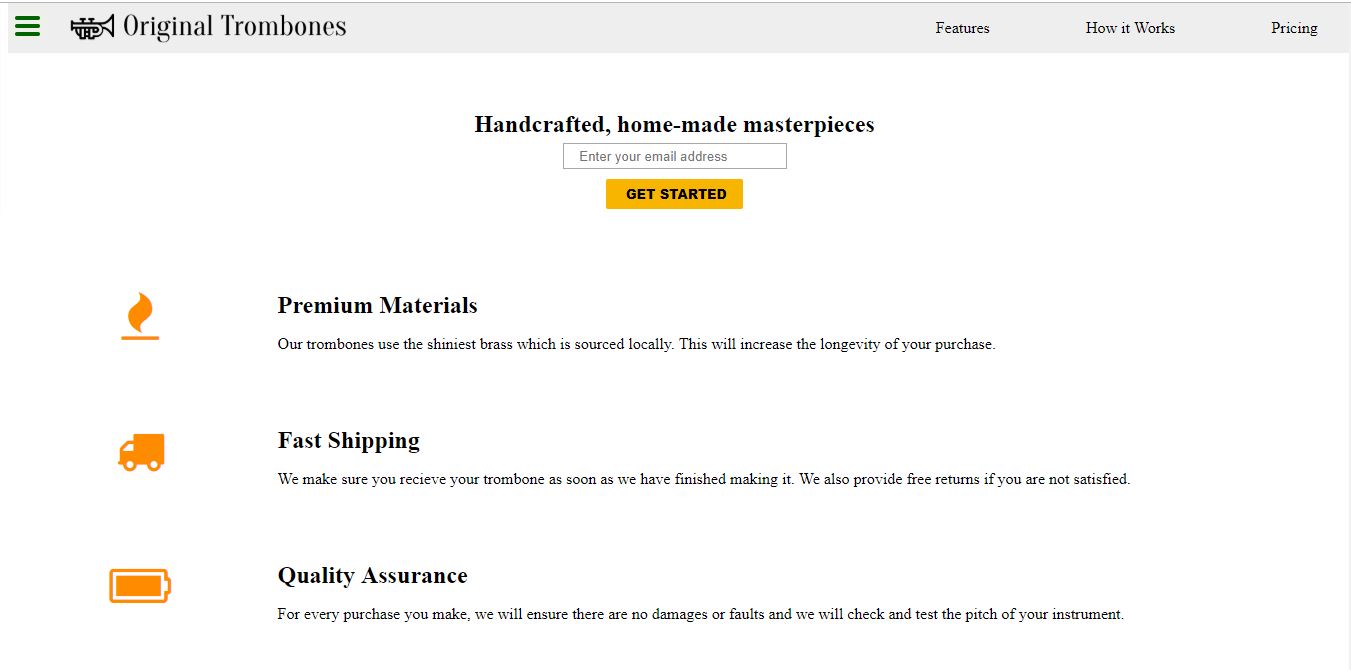 Original Trombones
Features
How it Works
Pricing
Handcrafted, home-made masterpieces
Enter your email address
GET STARTED
Premium Materials
Our trombones use the shiniest brass which is sourced locally. This will increase the longevity of your purchase.
Fast Shipping
We make sure you recieve your trombone as soon as we have finished making it. We also provide free returns if you are not satisfied.
Quality Assurance
For every purchase you make, we will ensure there are no damages or faults and we will check and test the pitch of your instrument.